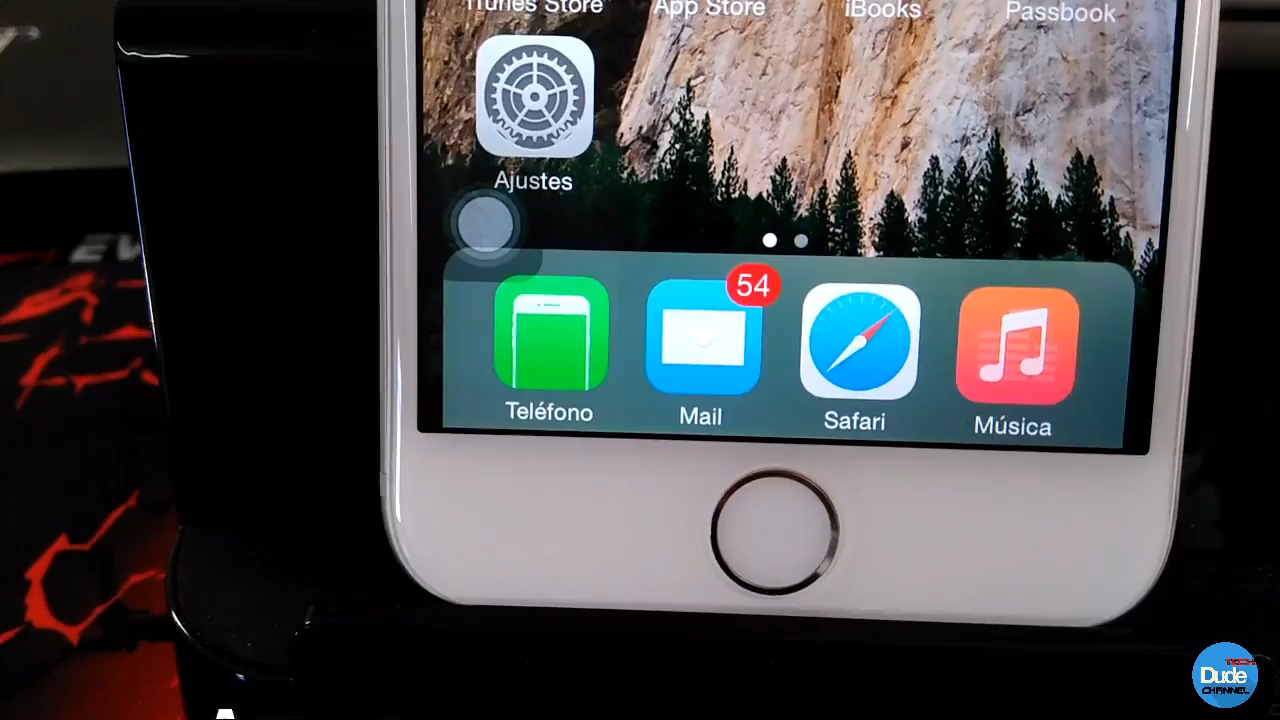 iTunes Store
App Store
iBooks
Passbook
Ajustes
54
Teléfono
Mail
Safari
Música
TECH
Dude
CHANNEL